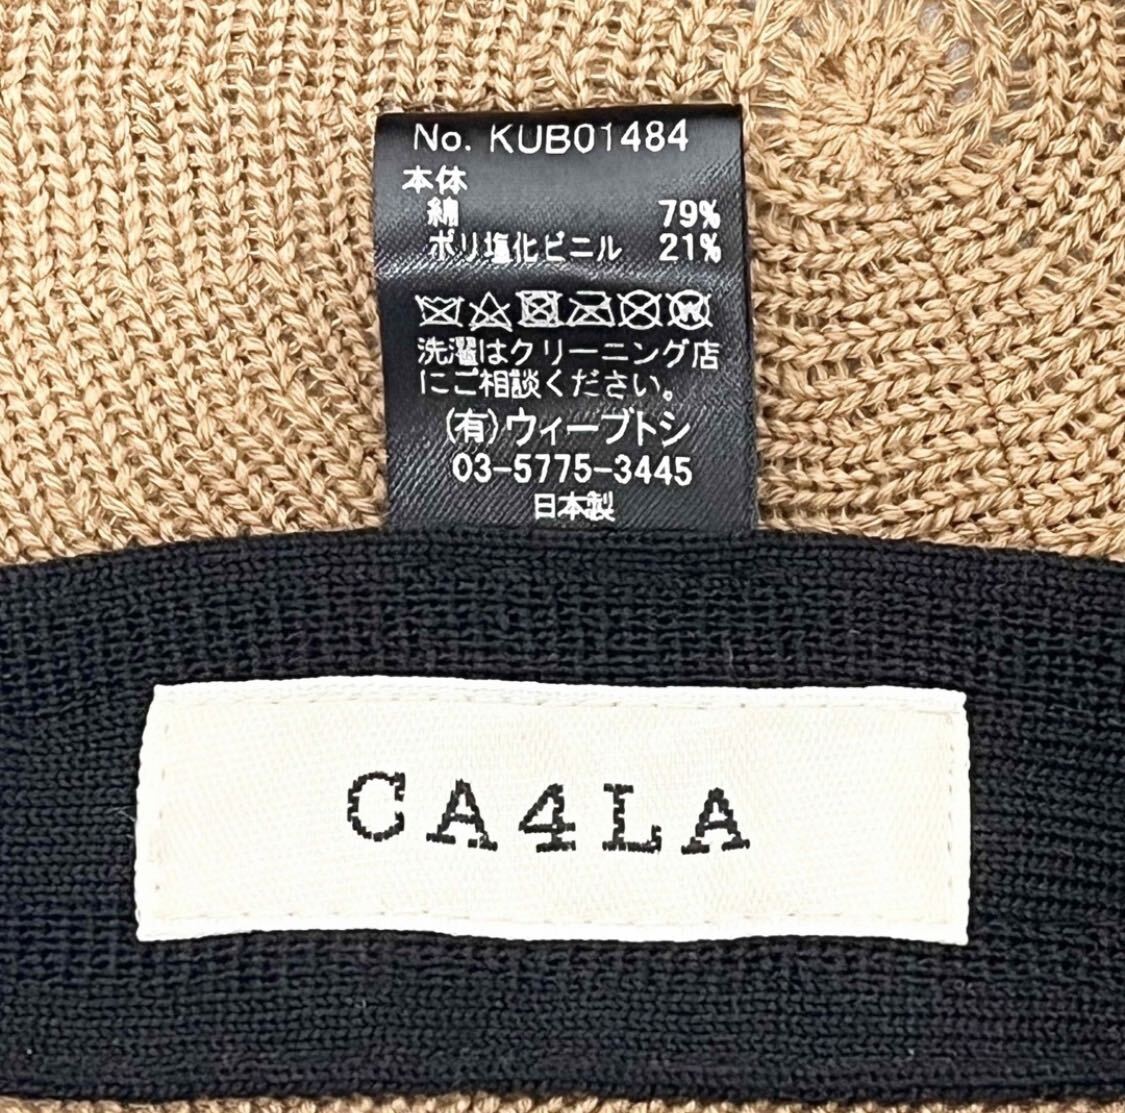 No. KUB01484
本体
綿 79%
ポリ塩化ビニル 21%
W
洗濯はクリーニング店
にご相談ください。
(有)ウィーブトシ
03-5775-3445
日本製
CA4LA